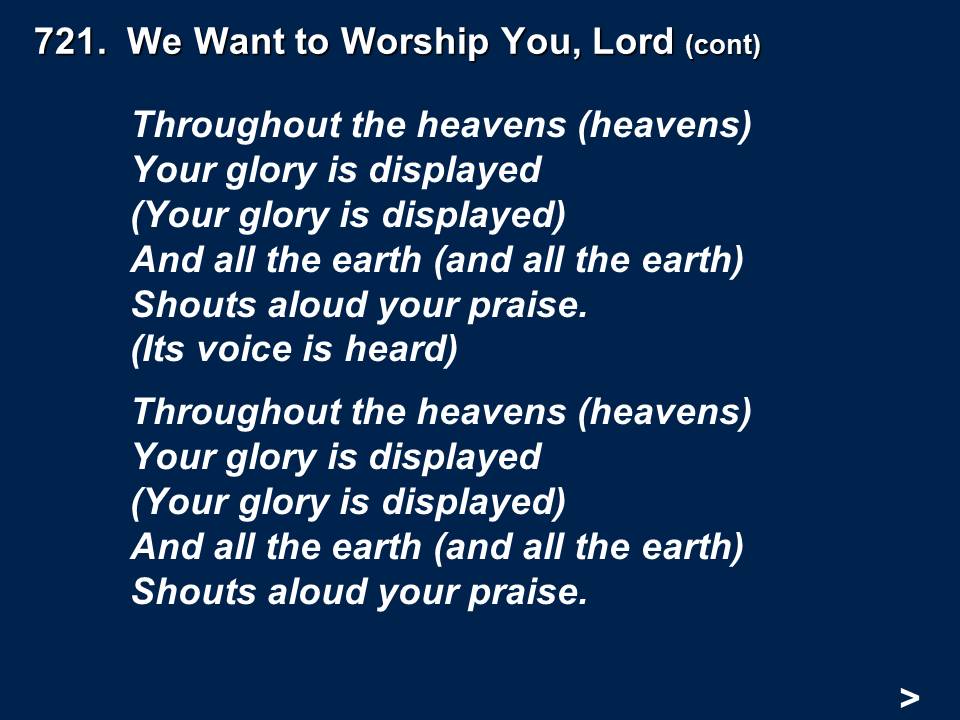 721. We Want to Worship You, Lord (cont)
Throughout the heavens (heavens)
Your glory is displayed
(Your glory is displayed)
And all the earth (and all the earth)
Shouts aloud your praise.
(Its voice is heard)
Throughout the heavens (heavens)
Your glory is displayed
(Your glory is displayed)
And all the earth (and all the earth)
Shouts aloud your praise.
>